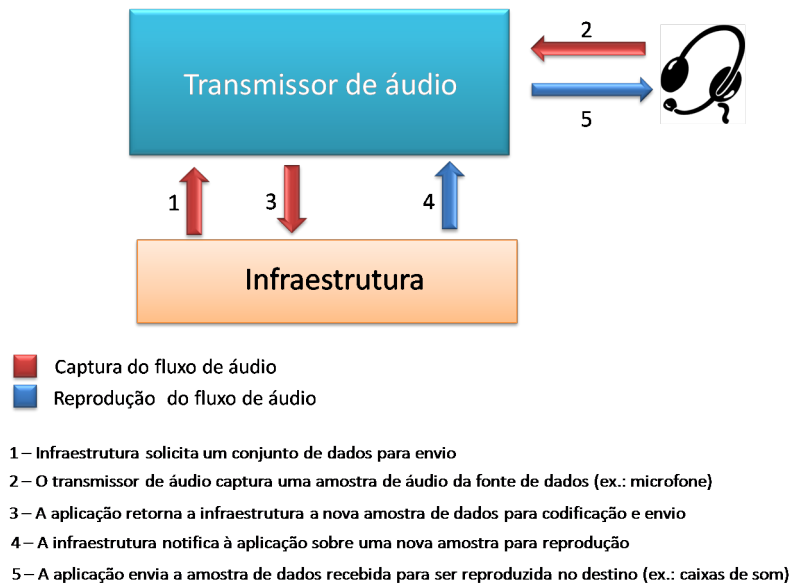 2
Transmissor de áudio
5
1
3
4
Infraestrutura
Captura do fluxo de áudio
Reprodução do fluxo de áudio
1 – Infraestrutura solicita um conjunto de dados para envio
2 – O transmissor de áudio captura uma amostra de áudio da fonte de dados (ex.: microfone)
3 – A aplicação retorna a infraestrutura a nova amostra de dados para codificação e envio
4 – A infraestrutura notifica à aplicação sobre uma nova amostra para reprodução
5 – A aplicação envia a amostra de dados recebida para ser reproduzida no destino (ex.: caixas de som)